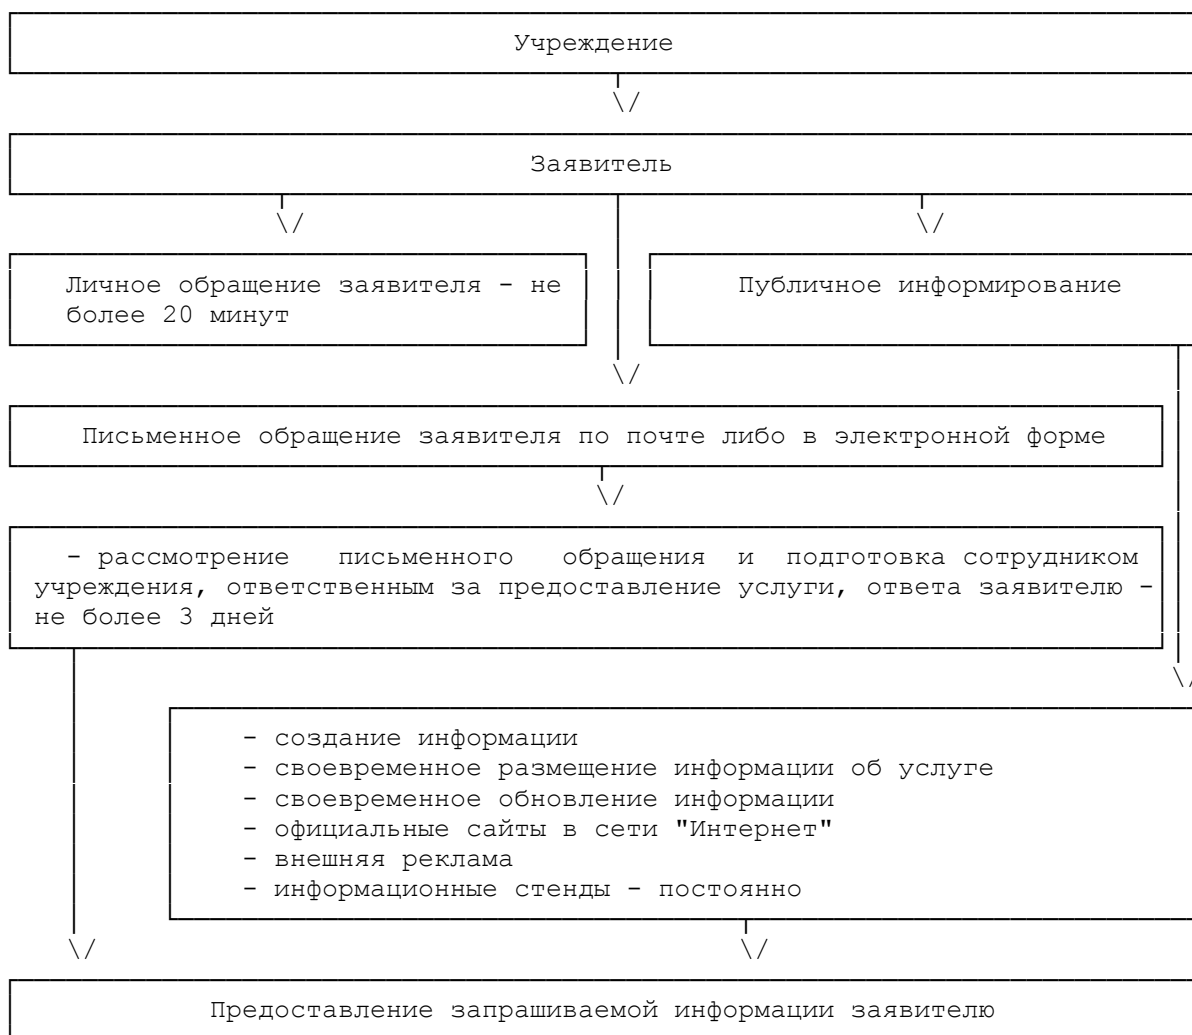 Учреждение
Заявитель
Личное обращение заявителя - не
более 20 минут
Публичное информирование
Письменное обращение заявителя по почте либо в электронной форме
- рассмотрение письменного обращения и подготовка сотрудником
учреждения, ответственным за предоставление услуги, ответа заявителю -
не более 3 дней
- создание информации
- своевременное размещение информации об услуге
- своевременное обновление информации
- официальные сайты в сети "Интернет"
- внешняя реклама
- информационные стенды - постоянно
Предоставление запрашиваемой информации заявителю